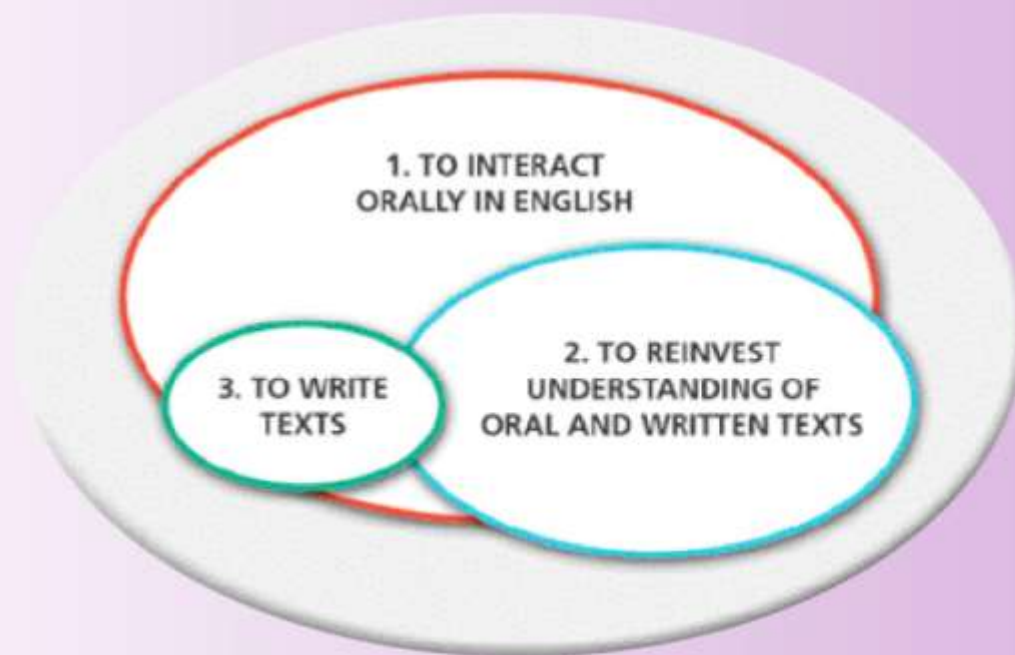 1. TO INTERACT
ORALLY IN ENGLISH
2. TO REINVEST
UNDERSTANDING OF
ORAL AND WRITTEN TEXTS
3. TO WRITE
TEXTS